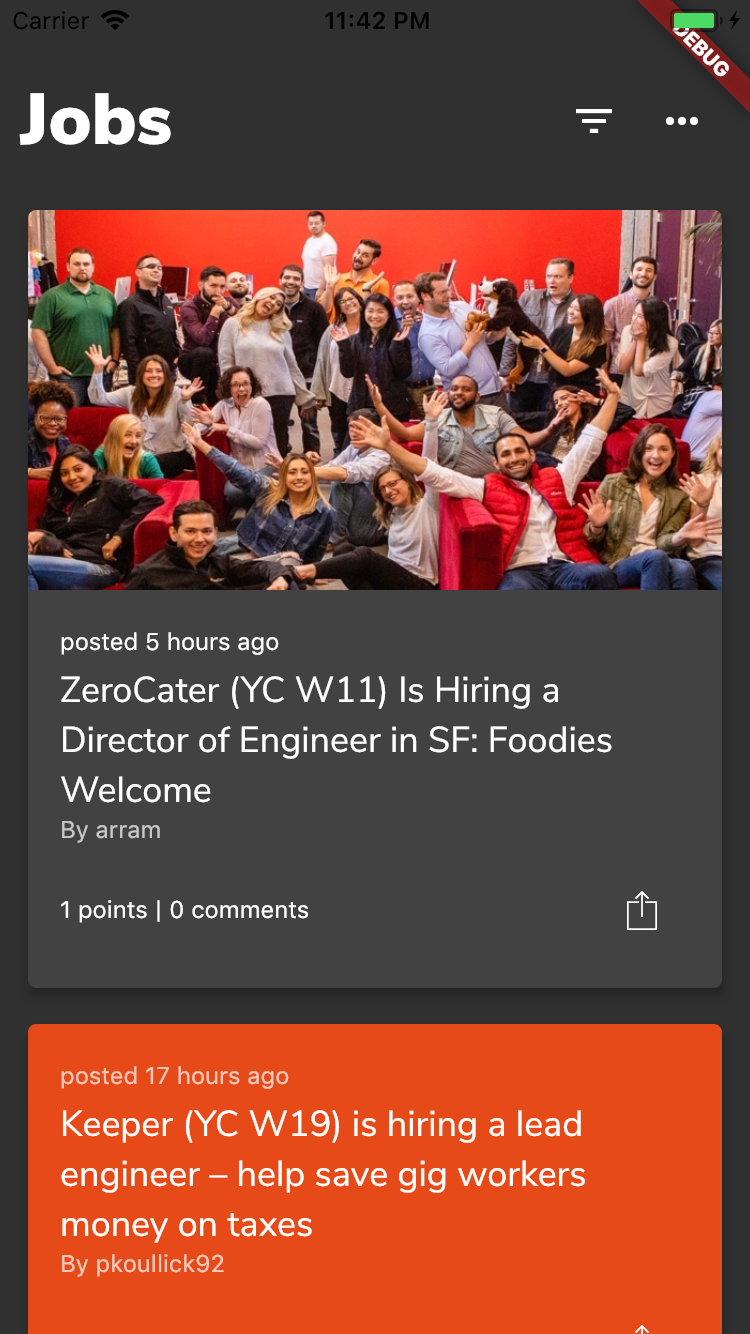 Carrier 11:42 PM
DEBUG
Jobs
posted 5 hours ago
ZeroCater (YC W11) Is Hiring a
Director of Engineer in SF: Foodies
Welcome
By arram
1 points | 0 comments
posted 17 hours ago
Keeper (YC W19) is hiring a lead
engineer – help save gig workers
money on taxes
By pkoullick92